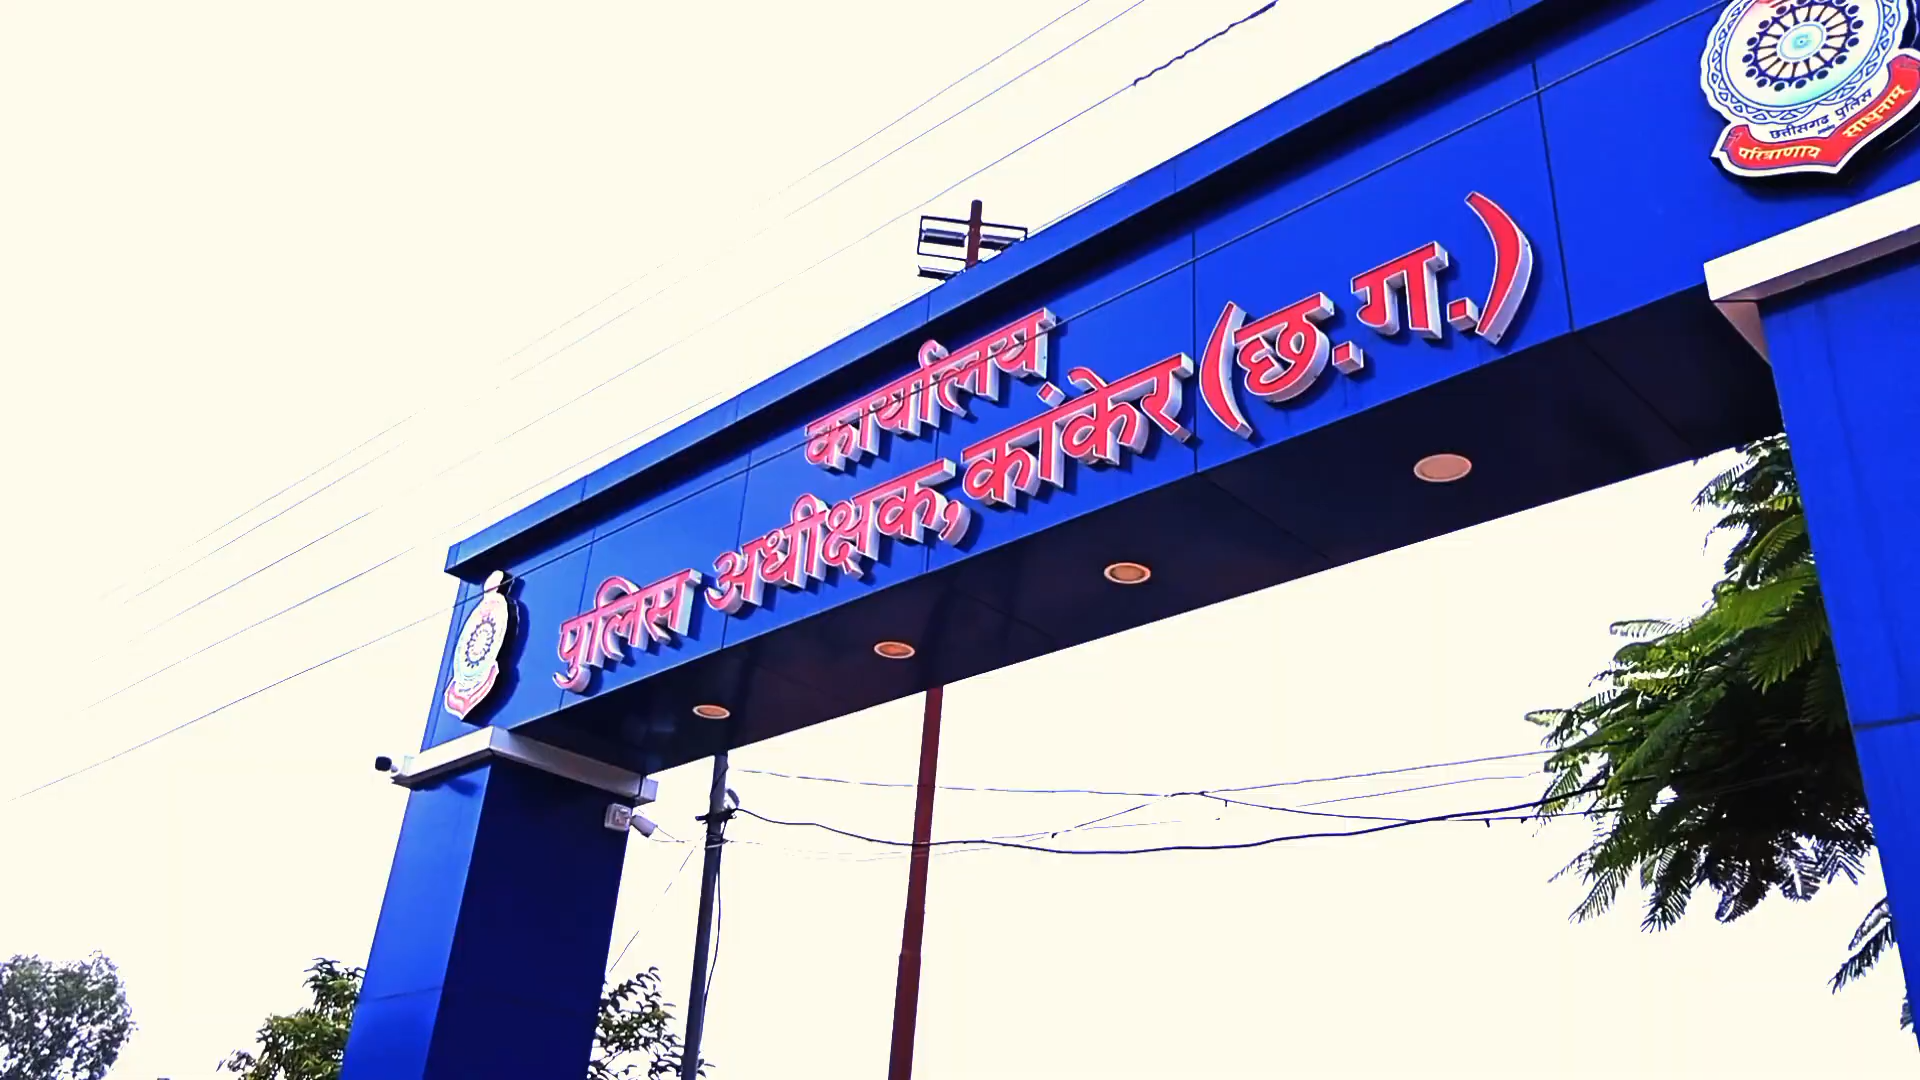 कार्यालय
पुलिस अधीक्षक, कांकेर (छ. ग.)
छत्तीसगढ़ पुलिस
परित्राणाय साधुनाम्